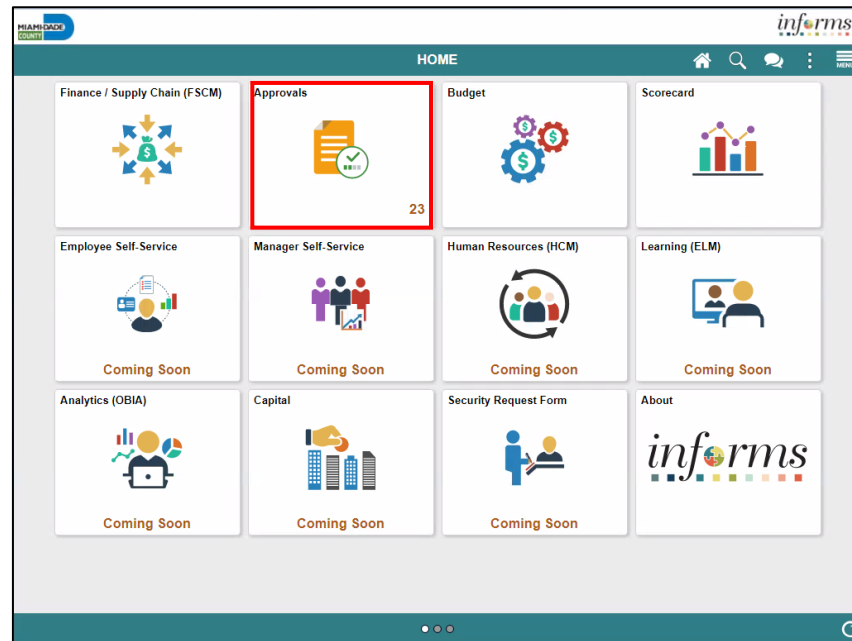 MIAMI-DADE
COUNTY
informs
HOME
MENU
Finance / Supply Chain (FSCM)
Approvals
Budget
Scorecard
23
Employee Self-Service
Manager Self-Service
Human Resources (HCM)
Learning (ELM)
Coming Soon
Coming Soon
Coming Soon
Coming Soon
Analytics (OBIA)
Capital
Security Request Form
About
informs
Coming Soon
Coming Soon
Coming Soon